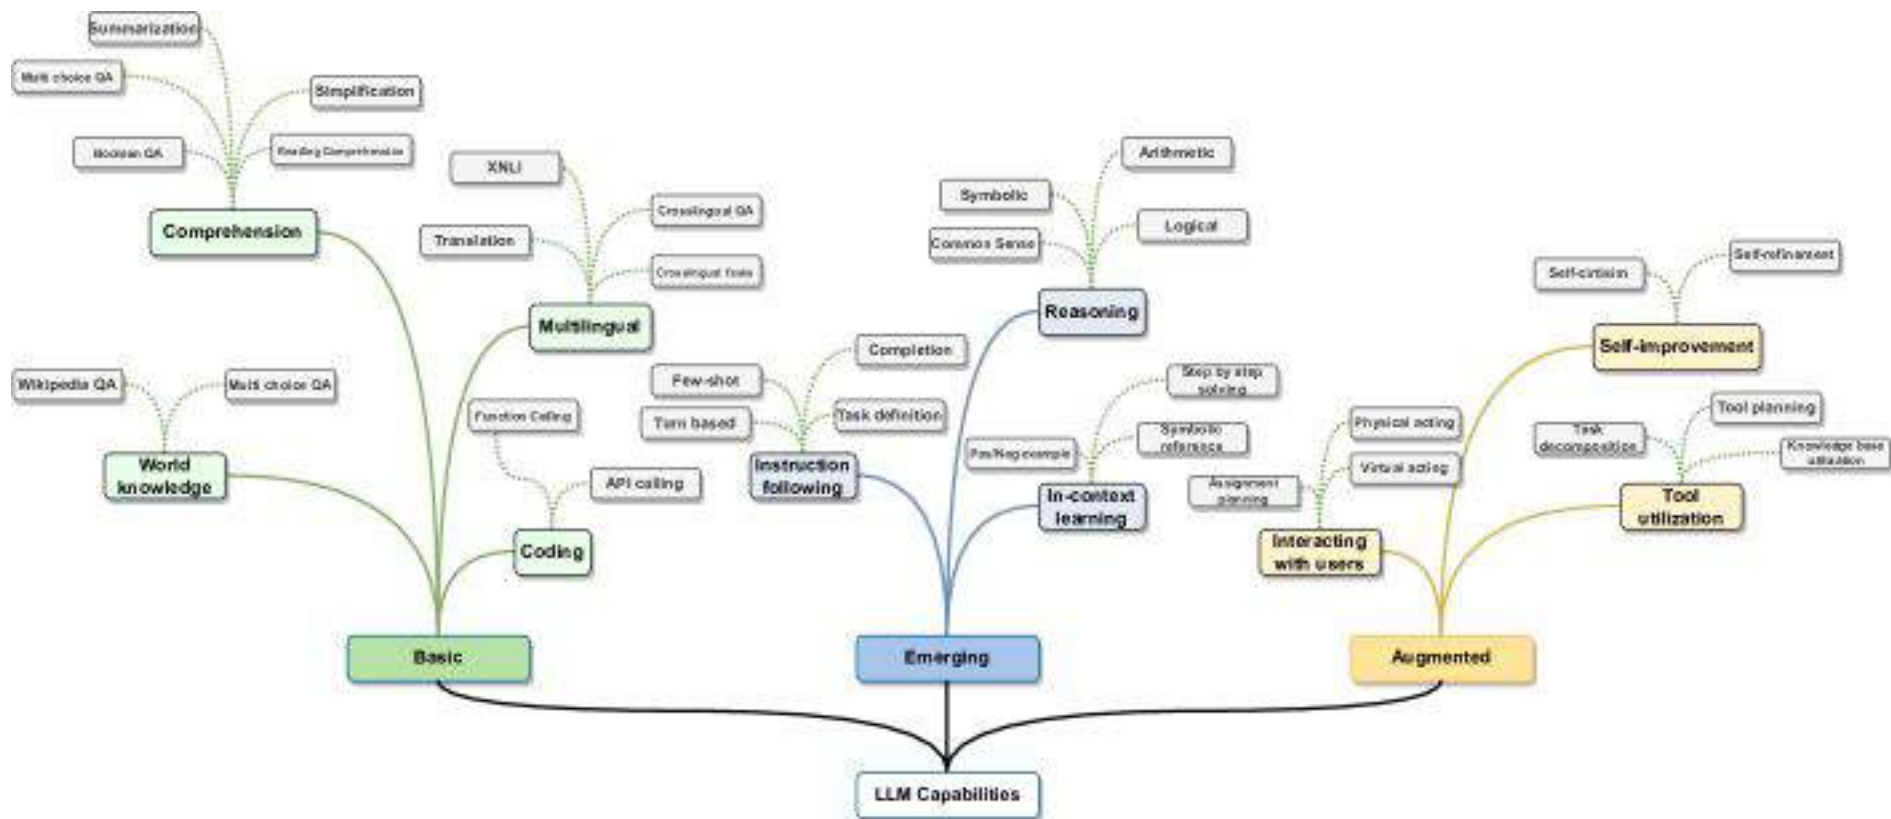 Summarization
Multi choice QA
Simplification
Boolean QA
Reading Comprehension
Comprehension
XNLI
Crosslingual QA
Translation
Crosslingual Tasks
Multilingual
Wikipedia QA
Multi choice QA
World
knowledge
Function Calling
API calling
Coding
Basic
Arithmetic
Symbolic
Logical
Common Sense
Reasoning
Completion
Few-shot
Turn based
Task definition
Instruction
following
Step by step
solving
Symbolic
reference
Pos/Neg example
In-context
learning
Emerging
Self-refinement
Self-cirtisim
Self-improvement
Tool planning
Task
decomposition
Knowledge base
utilization
Tool
utilization
Physical acting
Virtual acting
Assignment
planning
Interacting
with users
Augmented
LLM Capabilities